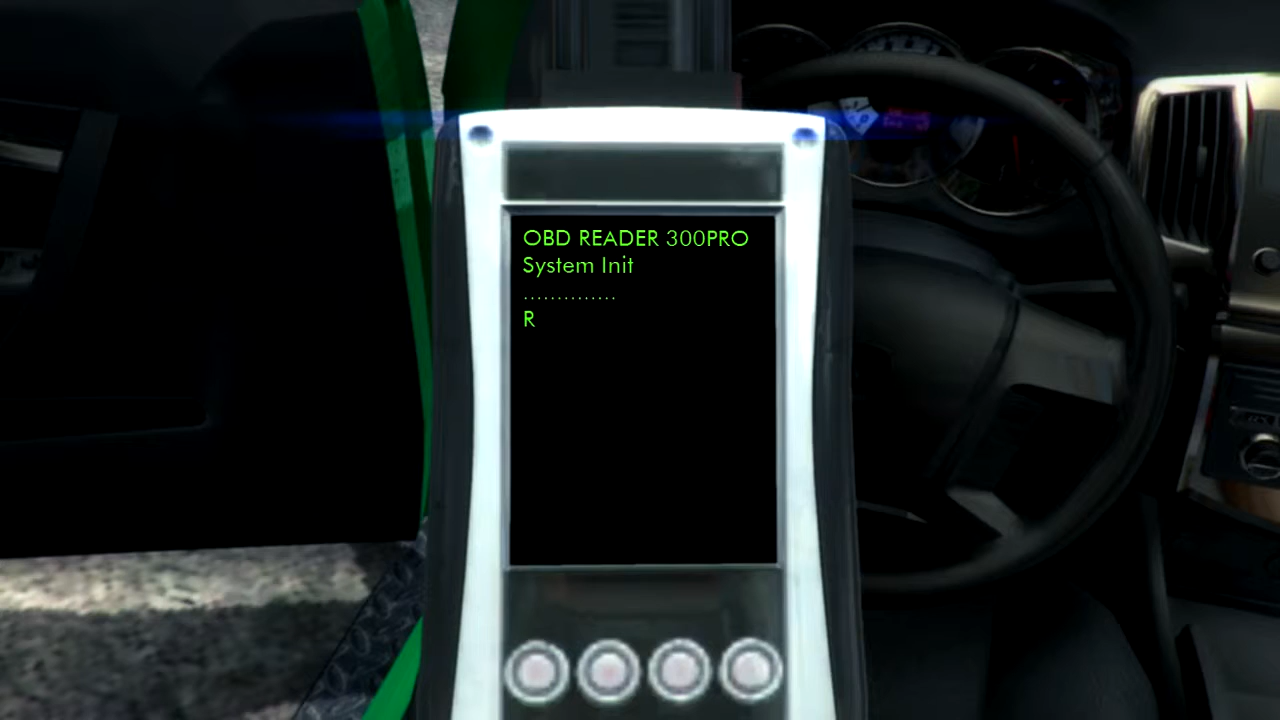 OBD READER 300PRO
System Init
..............
R